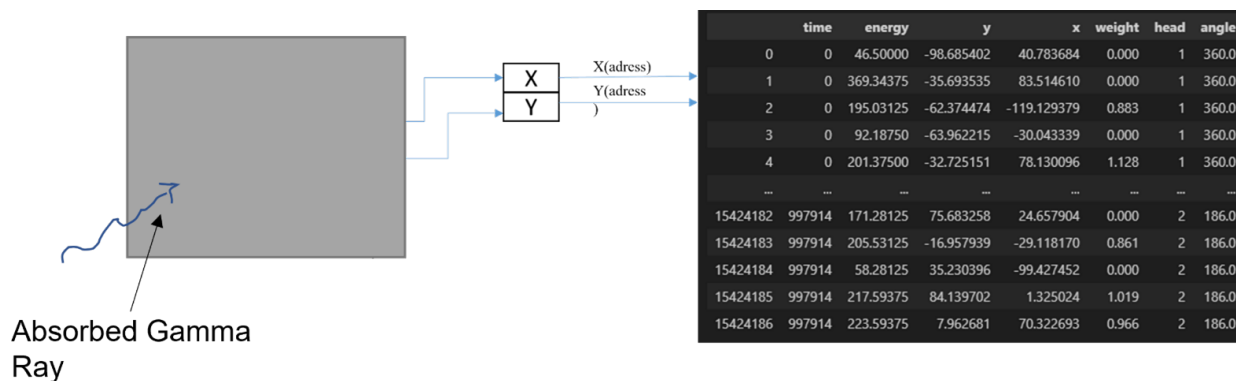 Absorbed Gamma
Ray
X
Y
X(adress)
Y(adress
)
time energy y x weight head angle
0 0 46.50000 -98.685402 40.783684 0.000 1 360.0
1 0 369.34375 -35.693535 83.514610 0.000 1 360.0
2 0 195.03125 -62.374474 -119.129379 0.883 1 360.0
3 0 92.18750 -63.962215 -30.043339 0.000 1 360.0
4 0 201.37500 -32.725151 78.130096 1.128 1 360.0
... ... ... ... ... ... ... ...
15424182 997914 171.28125 75.683258 24.657904 0.000 2 186.0
15424183 997914 205.53125 -16.957939 -29.118170 0.861 2 186.0
15424184 997914 58.28125 35.230396 -99.427452 0.000 2 186.0
15424185 997914 217.59375 84.139702 1.325024 1.019 2 186.0
15424186 997914 223.59375 7.962681 70.322693 0.966 2 186.0